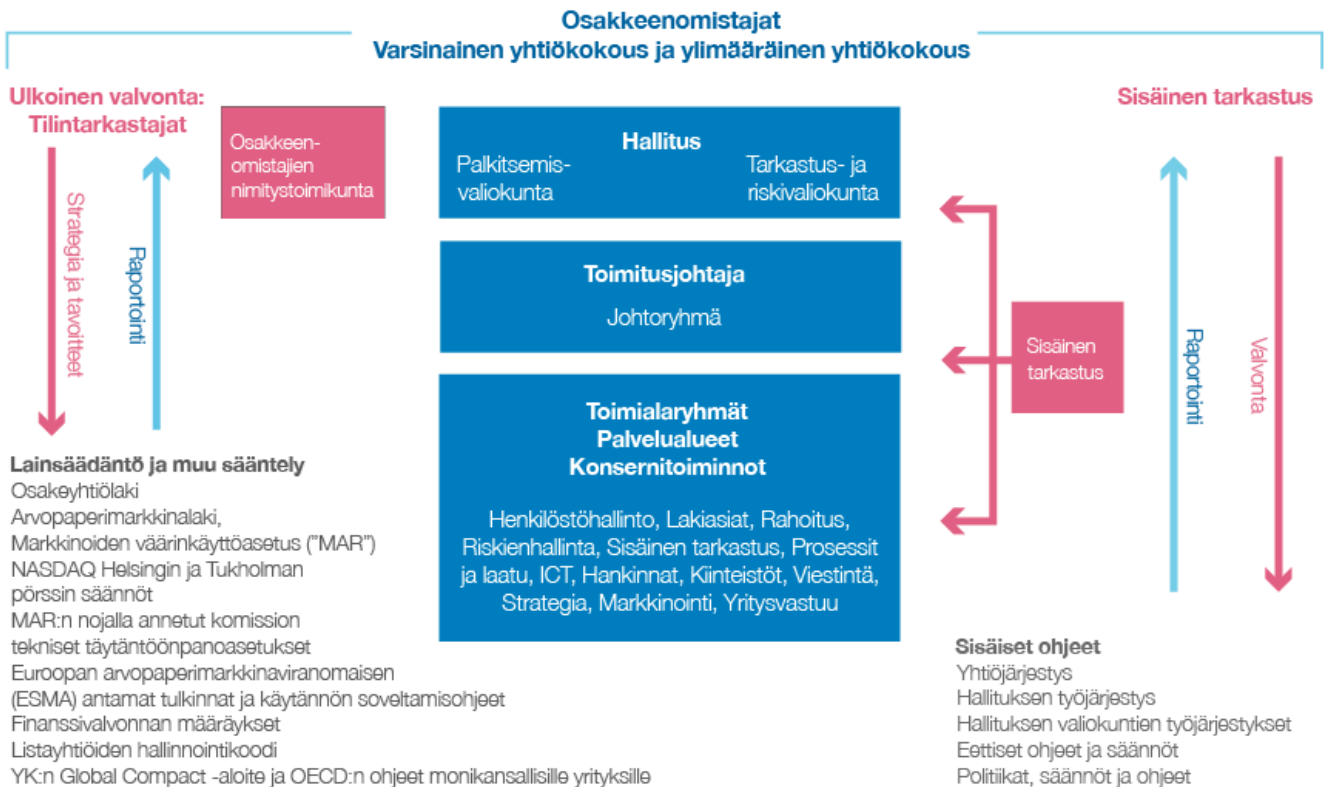 Osakkeenomistajat
Varsinainen yhtiökokous ja ylimääräinen yhtiökokous
Ulkoinen valvonta:
Tilintarkastajat
Strategia ja tavoitteet
Raportointi
Osakkeen-
omistajien
nimitystoimikunta
Hallitus
Palkitsemis-
valiokunta
Tarkastus- ja
riskivaliokunta
Toimitusjohtaja
Johtoryhmä
Toimialaryhmät
Palvelualueet
Konsernitoiminnot
Henkilöstöhallinto, Lakiasiat, Rahoitus,
Riskienhallinta, Sisäinen tarkastus, Prosessit
ja laatu, ICT, Hankinnat, Kiinteistöt, Viestintä,
Strategia, Markkinointi, Yritysvastuu
Sisäinen
tarkastus
Sisäinen tarkastus
Raportointi
Valvonta
Lainsäädäntö ja muu sääntely
Osakeyhtiölaki
Arvopaperimarkkinalaki,
Markkinoiden väärinkäyttöasetus ("MAR")
NASDAQ Helsingin ja Tukholman
pörssin säännöt
MAR:n nojalla annetut komission
tekniset täytäntöönpanoasetukset
Euroopan arvopaperimarkkinaviranomaisen
(ESMA) antamat tulkinnat ja käytännön soveltamisohjeet
Finanssivalvonnan määräykset
Listayhtiöiden hallinnointikoodi
YK:n Global Compact -aloite ja OECD:n ohjeet monikansallisille yrityksille
Sisäiset ohjeet
Yhtiöjärjestys
Hallituksen työjärjestys
Hallituksen valiokuntien työjärjestykset
Eettiset ohjeet ja säännöt
Politiikat, säännöt ja ohjeet